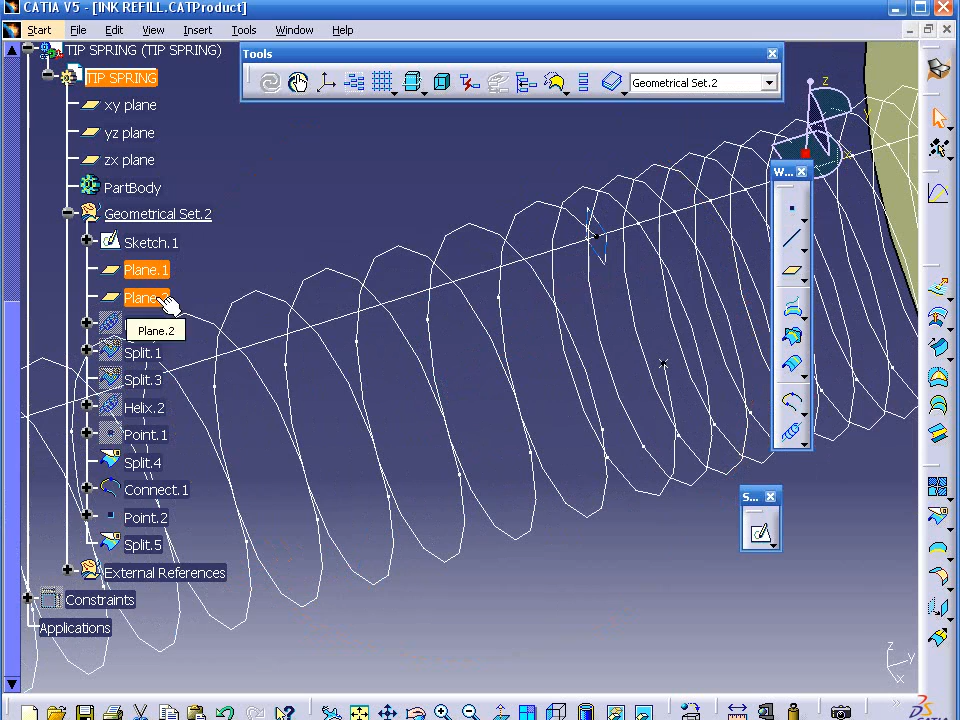 CATIA V5 - [INK REFILL.CATProduct]
Start File Edit View Insert Tools Window Help
TIP SPRING (TIP SPRING)
Tools
TIP SPRING
Geometrical Set.2
z
xy plane
yz plane
zx plane
W...
PartBody
Geometrical Set.2
Sketch.1
Plane.1
Plane.2
Plane.2
Split.1
Split.3
Helix.2
Point.1
Split.4
Connect.1
S...
Point.2
Split.5
External References
Constraints
Applications
z
y
x
CATIA